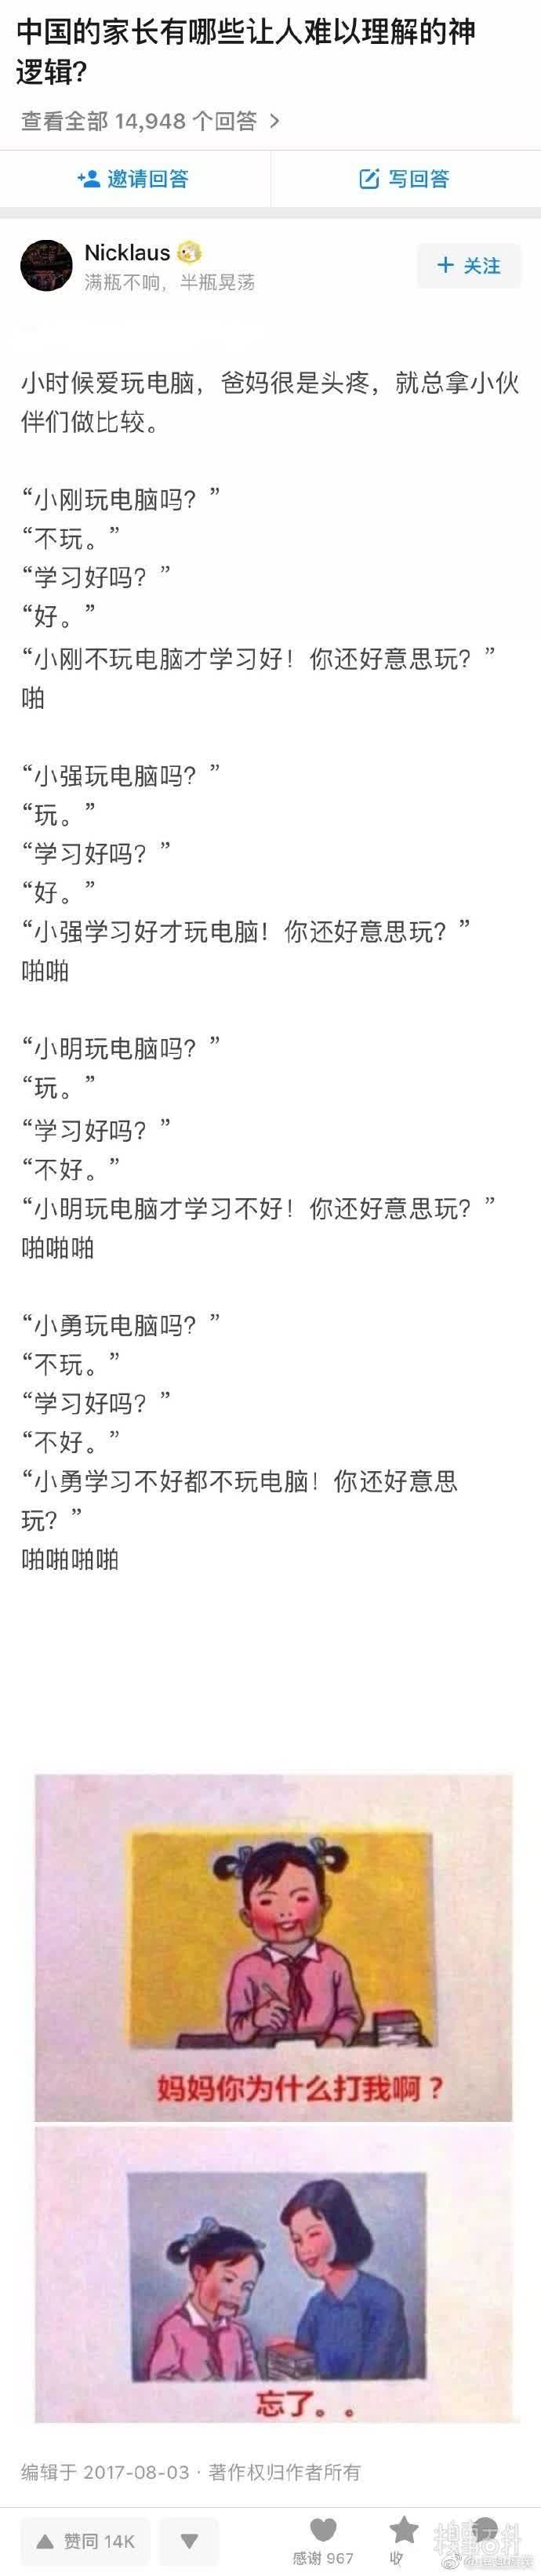 中国的家长有哪些让人难以理解的神
逻辑?
查看全部 14,948 个回答 >
邀请回答
写回答
Nicklaus
满瓶不响，半瓶晃荡
+ 关注
小时候爱玩电脑，爸妈很是头疼，就总拿小伙
伴们做比较。
“小刚玩电脑吗？”
“不玩。”
“学习好吗？”
“好。”
“小刚不玩电脑才学习好！你还好意思玩？”
啪
“小强玩电脑吗？”
“玩。”
“学习好吗？”
“好。”
“小强学习好才玩电脑！你还好意思玩？”
啪啪
“小明玩电脑吗？”
“玩。”
“学习好吗？”
“不好。”
“小明玩电脑才学习不好！你还好意思玩？”
啪啪啪
“小勇玩电脑吗？”
“不玩。”
“学习好吗？”
“不好。”
“小勇学习不好都不玩电脑！你还好意思
玩？”
啪啪啪啪
妈妈你为什么打我啊？
忘了。。
编辑于 2017-08-03 · 著作权归作者所有
赞同 14K
感谢 967
收